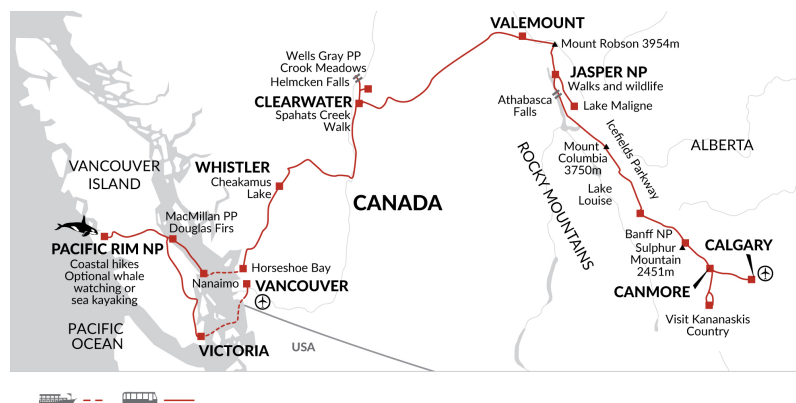 VALEMOUNT
Mount Robson 3954m
Wells Gray PP
Crook Meadows
Helmcken Falls
JASPER NP
Walks and wildlife
CLEARWATER
Spahats Creek
Walk
Athabasca
Falls
Lake Maligne
Icefields Parkway
ALBERTA
Mount
Columbia
3750m
ROCKY MOUNTAINS
VANCOUVER
ISLAND
WHISTLER
Cheakamus
Lake
CANADA
Lake
Louise
MacMillan PP
Douglas Firs
PACIFIC RIM NP
Coastal hikes
Optional whale
watching or
sea kayaking
Banff NP
Sulphur
Mountain
2451m
CALGARY
Horseshoe Bay
Nanaimo
VANCOUVER
CANMORE
Visit Kananaskis
Country
PACIFIC
OCEAN
VICTORIA
USA